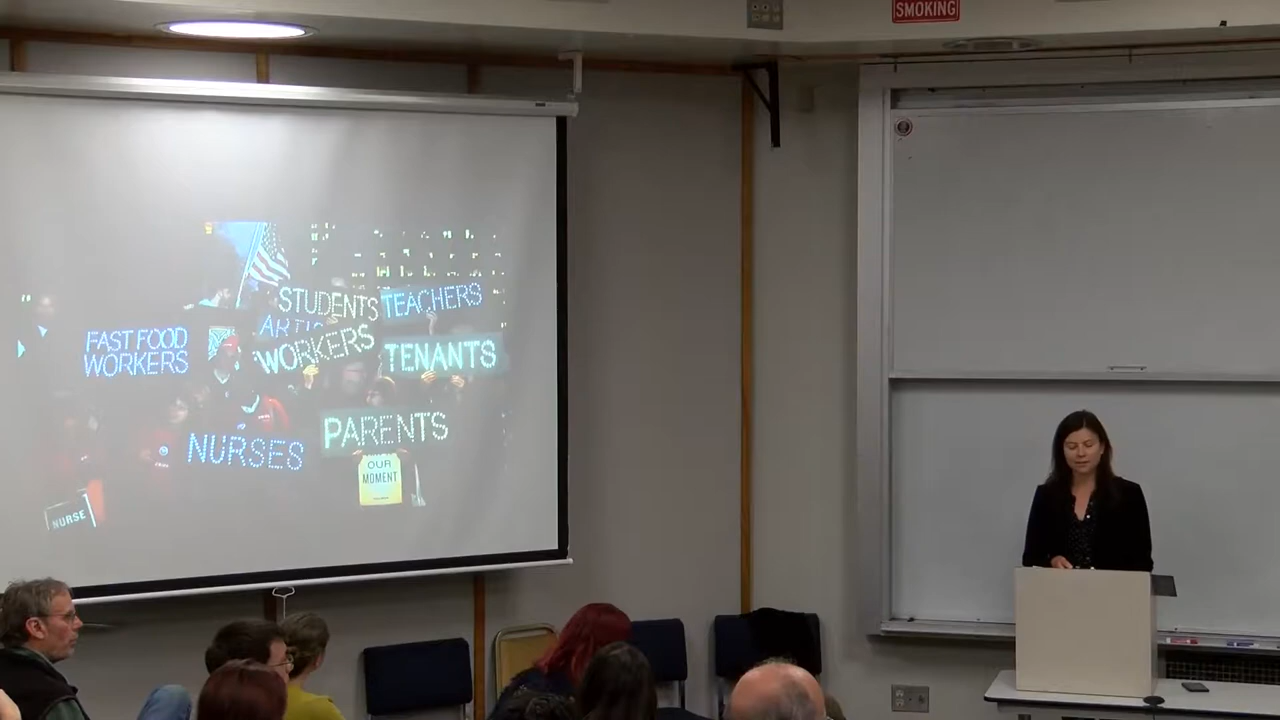 SMOKING
STUDENTS
TEACHERS
FAST FOOD
WORKERS
WORKERS
TENANTS
PARENTS
NURSES
OUR
MOMENT
NURSE